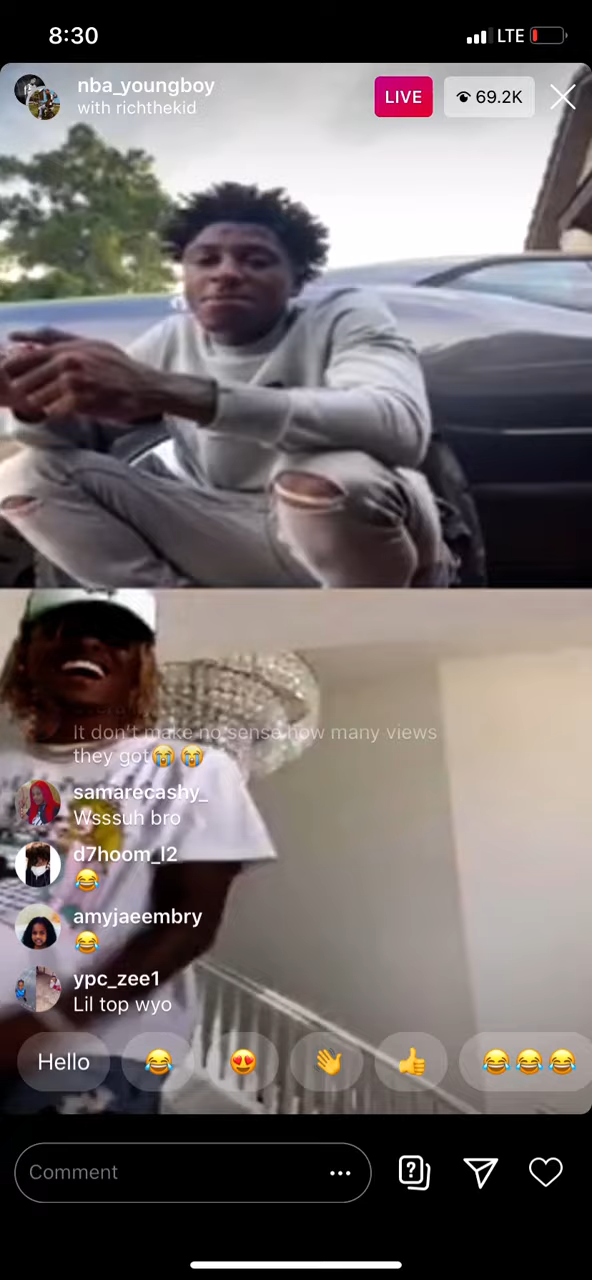 8:30
LTE
nba_youngboy
with richthekid
LIVE
69.2K
It don't make no sense how many views
they got😭 😭
samarecashy_
Wsssuh bro
d7hoom_l2
😂
amyjaeembry
😂
ypc_zee1
Lil top wyo
Hello
😂
😍
👋
👍
😂😂😂
Comment